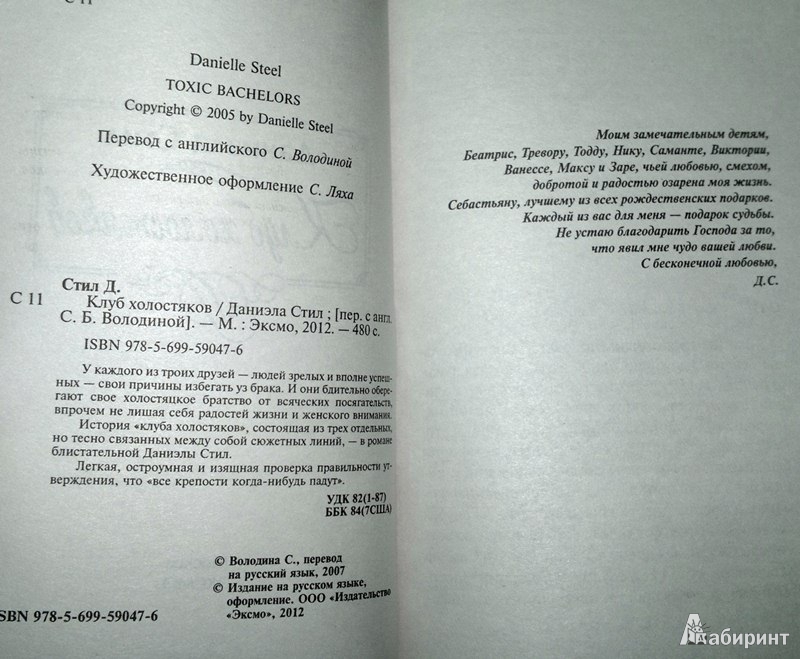 С 11
Danielle Steel
TOXIC BACHELORS
Copyright © 2005 by Danielle Steel
Перевод с английского С. Володиной
Художественное оформление С. Ляха
Стил Д.
С 11
Клуб холостяков / Даниэла Стил ; [пер. с англ.
С. Б. Володиной]. — М. : Эксмо, 2012. — 480 с.
ISBN 978-5-699-59047-6
У каждого из троих друзей — людей зрелых и вполне успеш-
ных — свои причины избегать уз брака. И они бдительно обере-
гают свое холостяцкое братство от всяческих посягательств,
впрочем не лишая себя радостей жизни и женского внимания.
История «клуба холостяков», состоящая из трех отдельных,
но тесно связанных между собой сюжетных линий, — в романе
блистательной Даниэлы Стил.
Легкая, остроумная и изящная проверка правильности ут-
верждения, что «все крепости когда-нибудь падут».
УДК 82(1-87)
ББК 84(7США)
© Володина С., перевод
на русский язык, 2007
© Издание на русском языке,
оформление. ООО «Издательство
«Эксмо», 2012
ISBN 978-5-699-59047-6
Моим замечательным детям,
Беатрис, Тревору, Тодду, Нику, Саманте, Виктории,
Ванессе, Максу и Заре, чьей любовью, смехом,
добротой и радостью озарена моя жизнь.
Себастьяну, лучшему из всех рождественских подарков.
Каждый из вас для меня — подарок судьбы.
Не устаю благодарить Господа за то,
что явил мне чудо вашей любви.
С бесконечной любовью,
Д.С.
Лабиринт